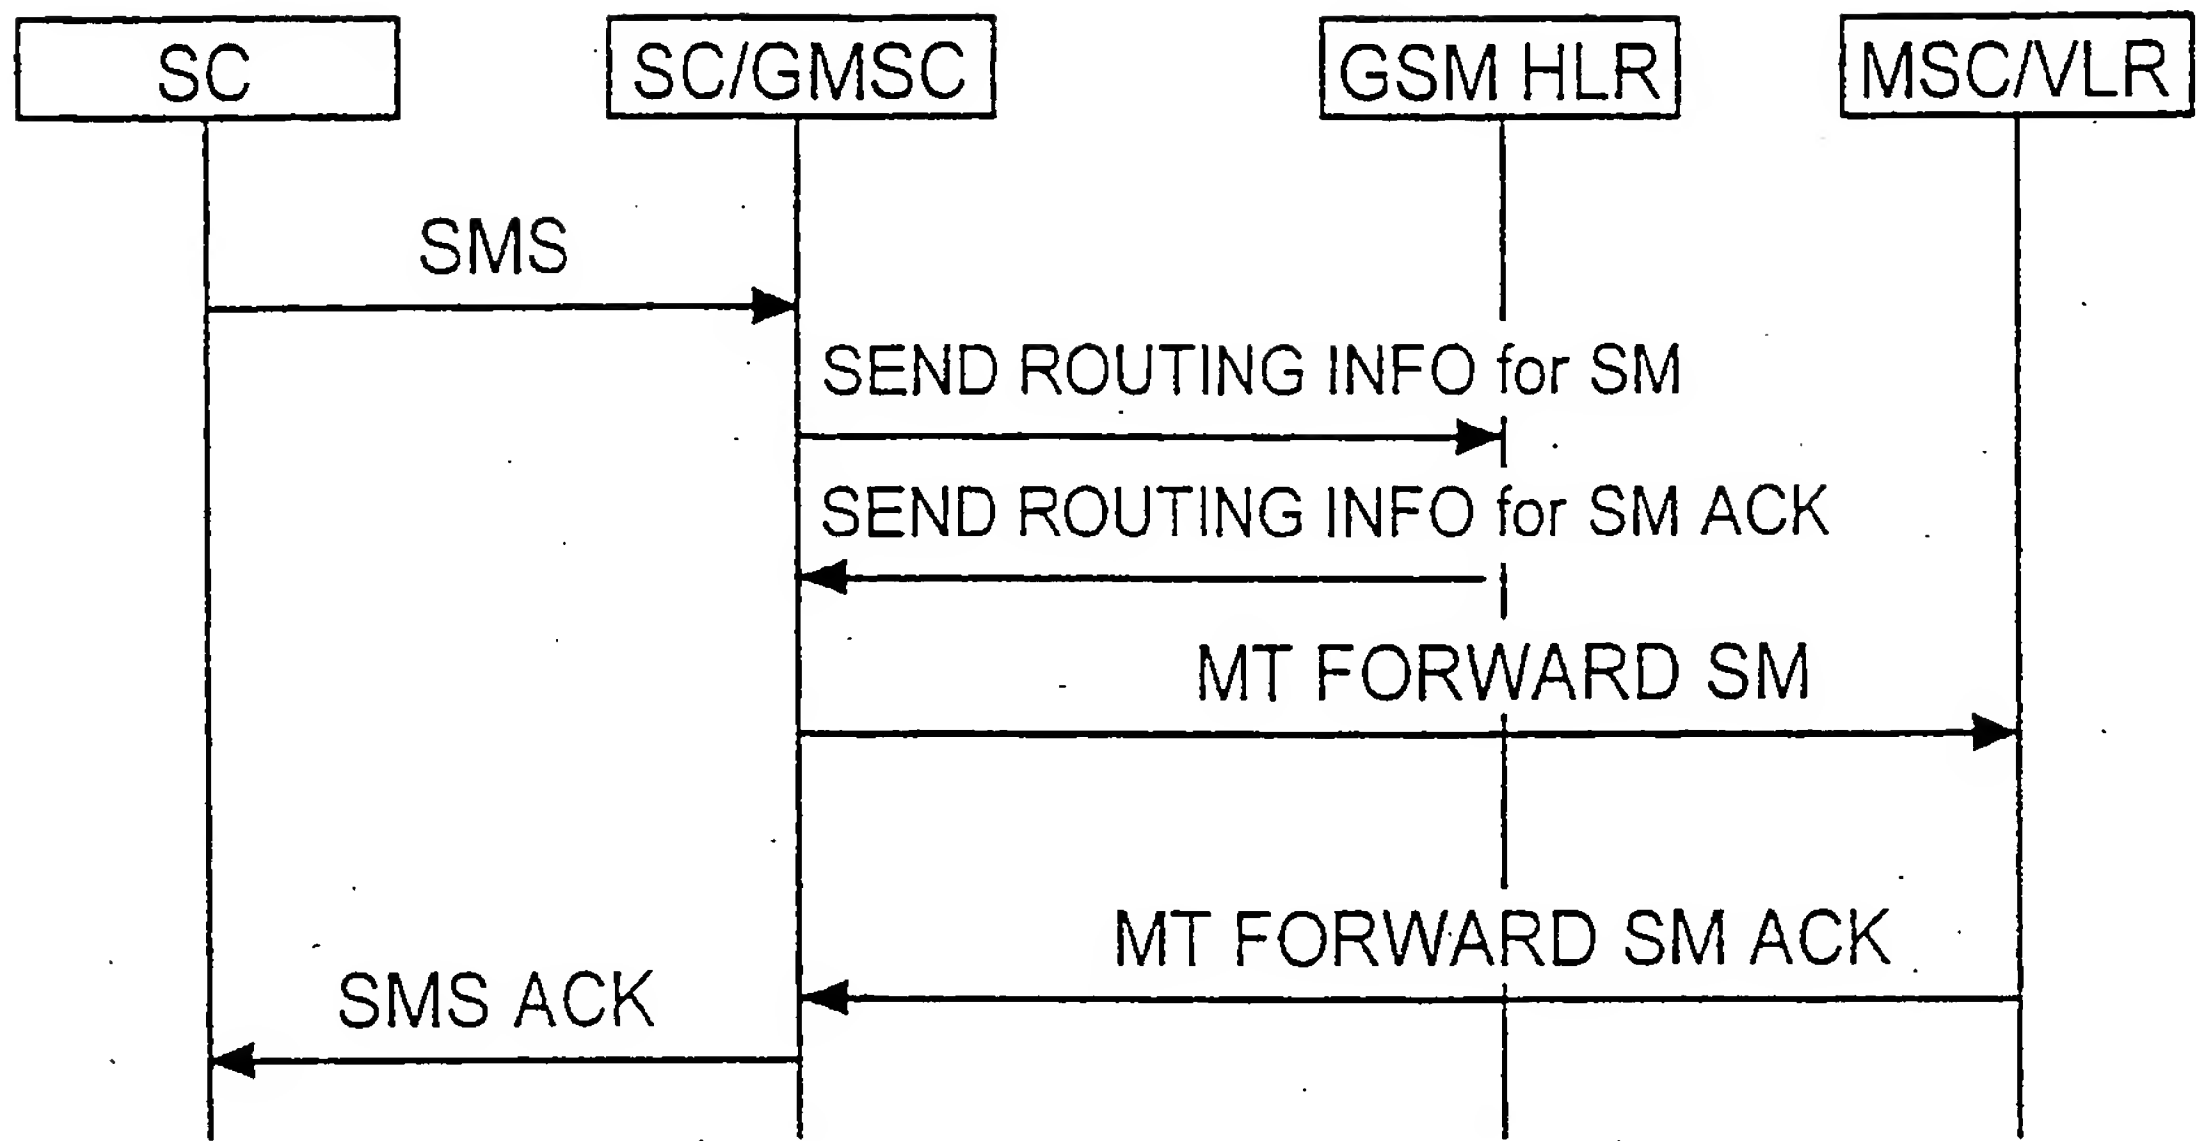 SC
SC/GMSC
GSM HLR
MSC/VLR
SMS
SEND ROUTING INFO for SM
SEND ROUTING INFO for SM ACK
MT FORWARD SM
MT FORWARD SM ACK
SMS ACK